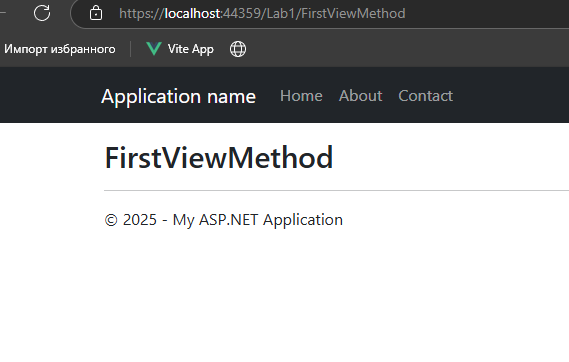 https://localhost:44359/Lab1/FirstViewMethod
Импорт избранного Vite App
Application name Home About Contact
FirstViewMethod
© 2025 - My ASP.NET Application